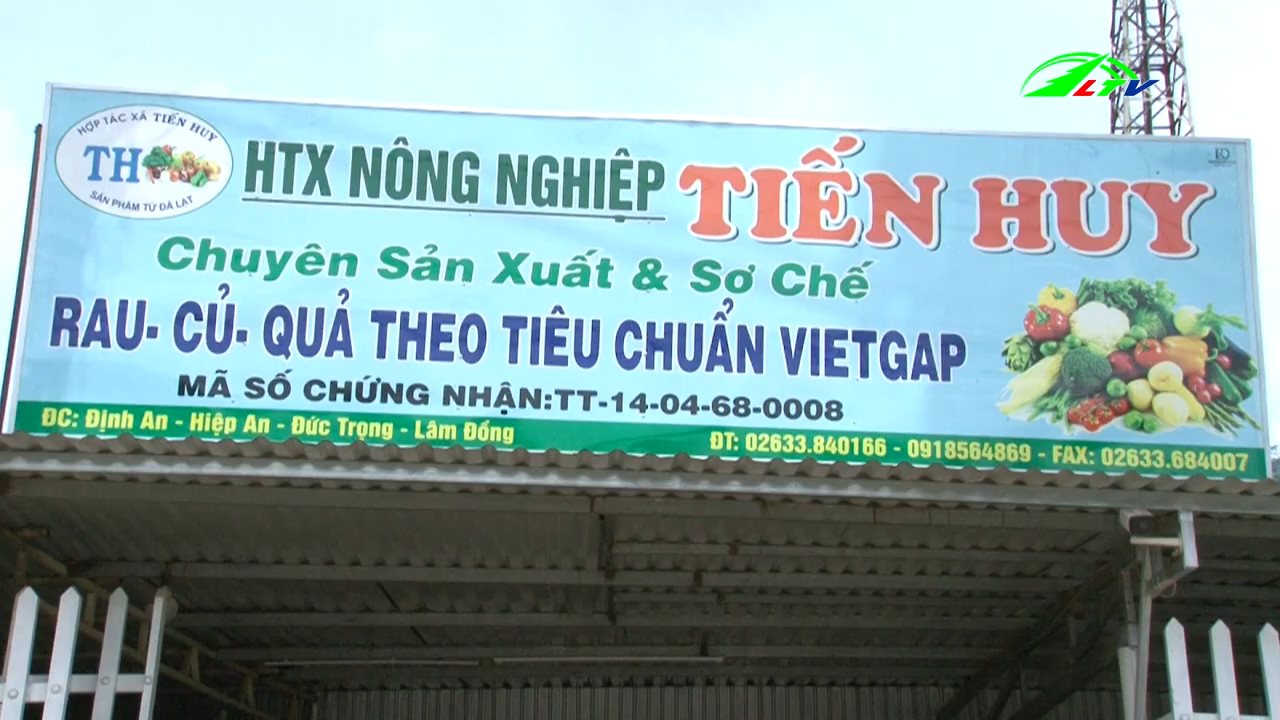 LTV
HỢP TÁC XÃ TIẾN HUY
TH
SẢN PHẨM TỪ ĐÀ LẠT
HTX NÔNG NGHIỆP TIẾN HUY
Chuyên Sản Xuất & Sơ Chế
RAU- CỦ- QUẢ THEO TIÊU CHUẨN VIETGAP
MÃ SỐ CHỨNG NHẬN:TT-14-04-68-0008
ĐC: Định An - Hiệp An - Đức Trọng - Lâm Đồng
ĐT: 02633.840166 - 0918564869 - FAX: 02633.684007